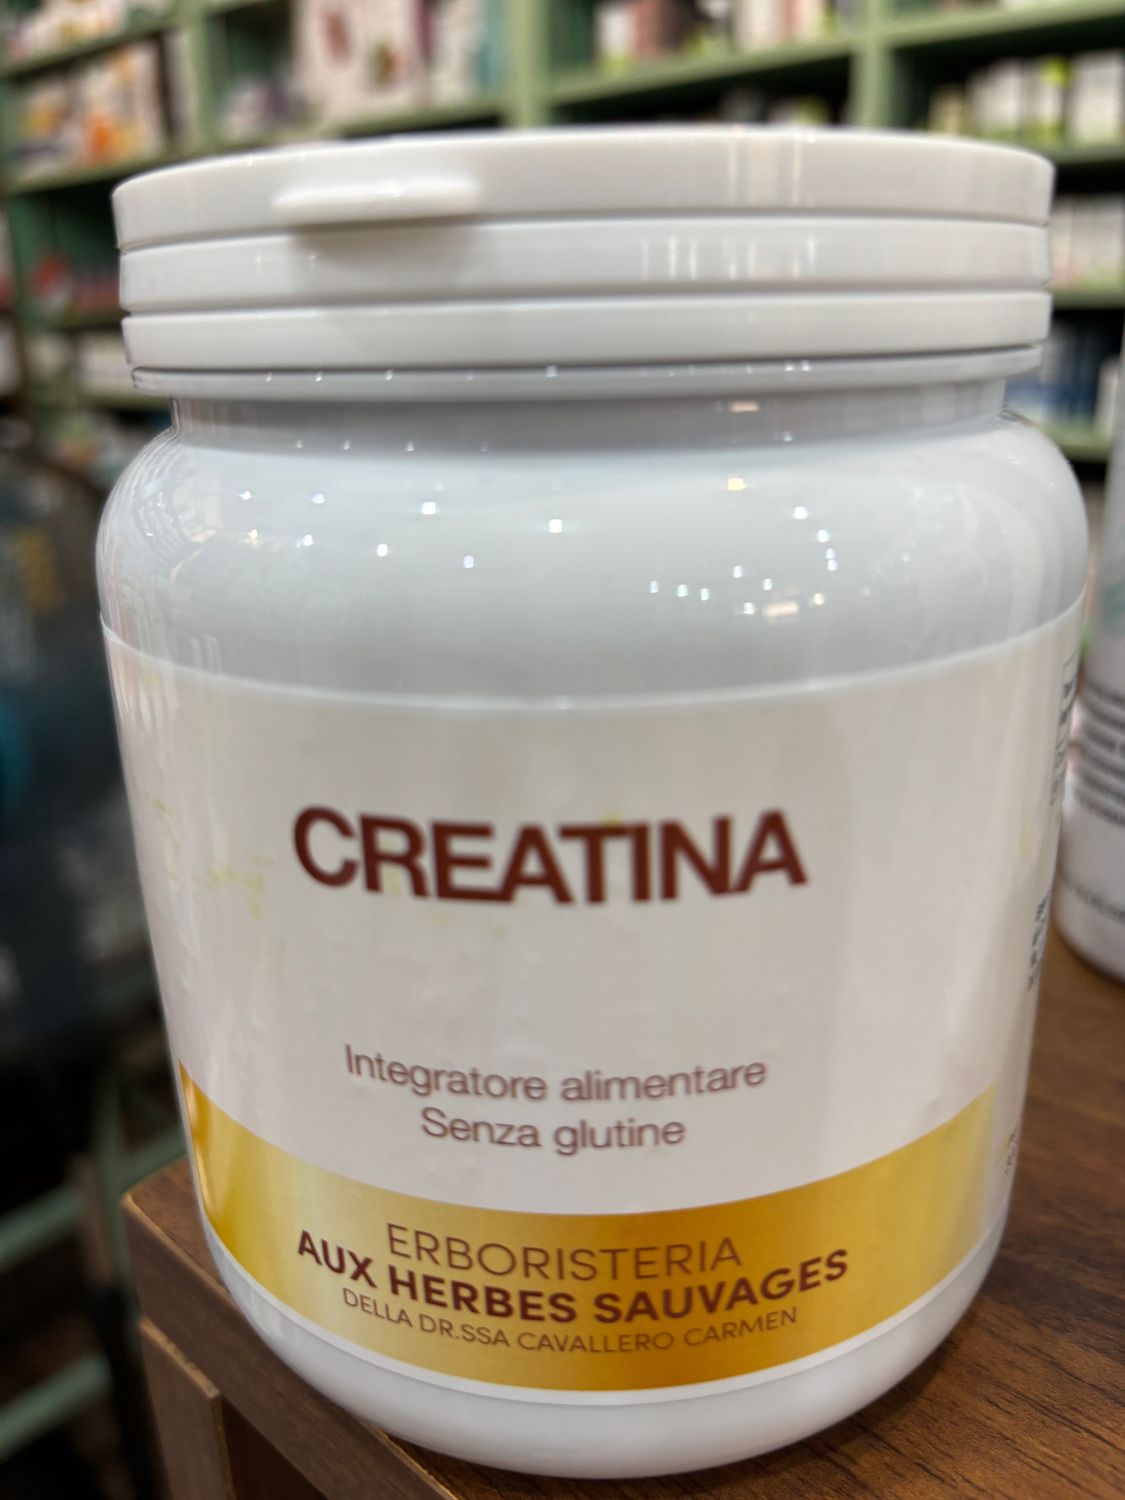 CREATINA
Integratore alimentare
Senza glutine
ERBORISTERIA
AUX HERBES SAUVAGES
DELLA DR.SSA CAVALLERO CARMEN